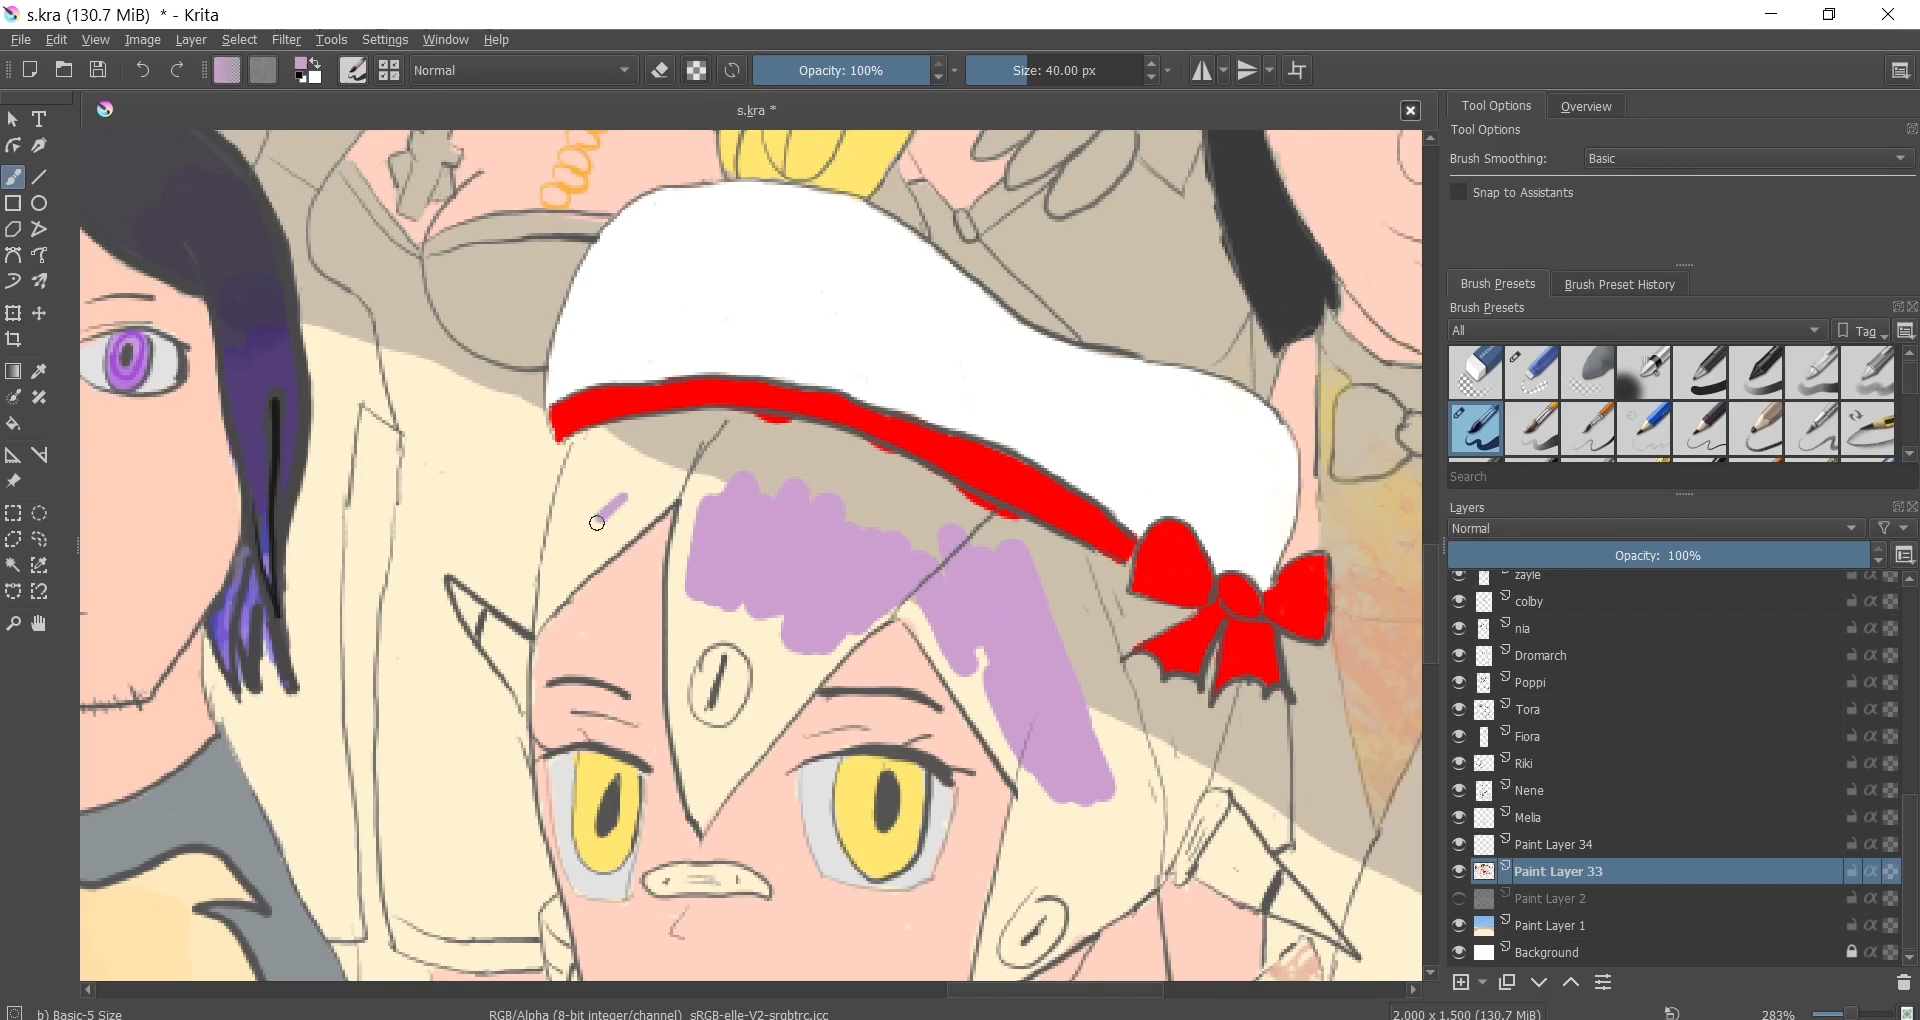 s.kra (130.7 MiB) * - Krita
File Edit View Image Layer Select Filter Tools Settings Window Help
Normal Opacity: 100% Size: 40.00 px
s.kra *
Tool Options Overview
Tool Options
Brush Smoothing: Basic
Snap to Assistants
Brush Presets Brush Preset History
Brush Presets
All Tag
Search
Layers
Normal
Opacity: 100%
zayle
colby
nia
Dromarch
Poppi
Tora
Fiora
Riki
Nene
Melia
Paint Layer 34
Paint Layer 33
Paint Layer 2
Paint Layer 1
Background
b) Basic-5 Size RGB/Alpha (8-bit integer/channel) sRGB-elle-V2-srgbtrc.icc 2,000 x 1,500 (130.7 MiB) 283%